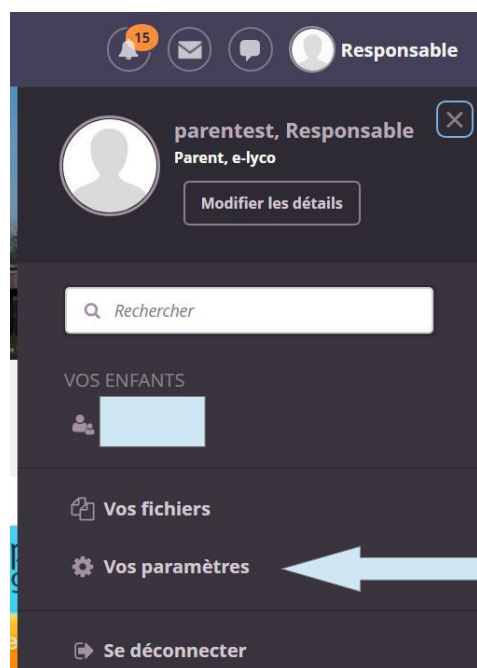 15
Responsable
parentest, Responsable
Parent, e-lyco
Modifier les détails
Rechercher
VOS ENFANTS
Vos fichiers
Vos paramètres
Se déconnecter